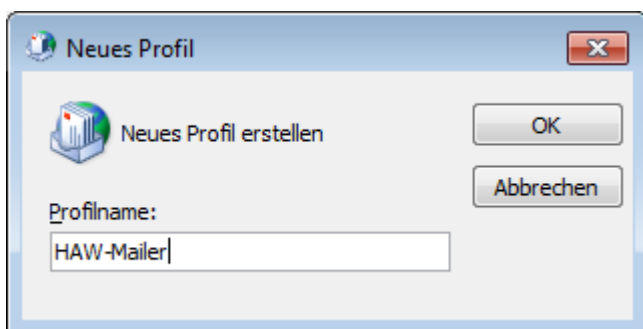 Neues Profil
Neues Profil erstellen
OK
Abbrechen
Profilname:
HAW-Mailer